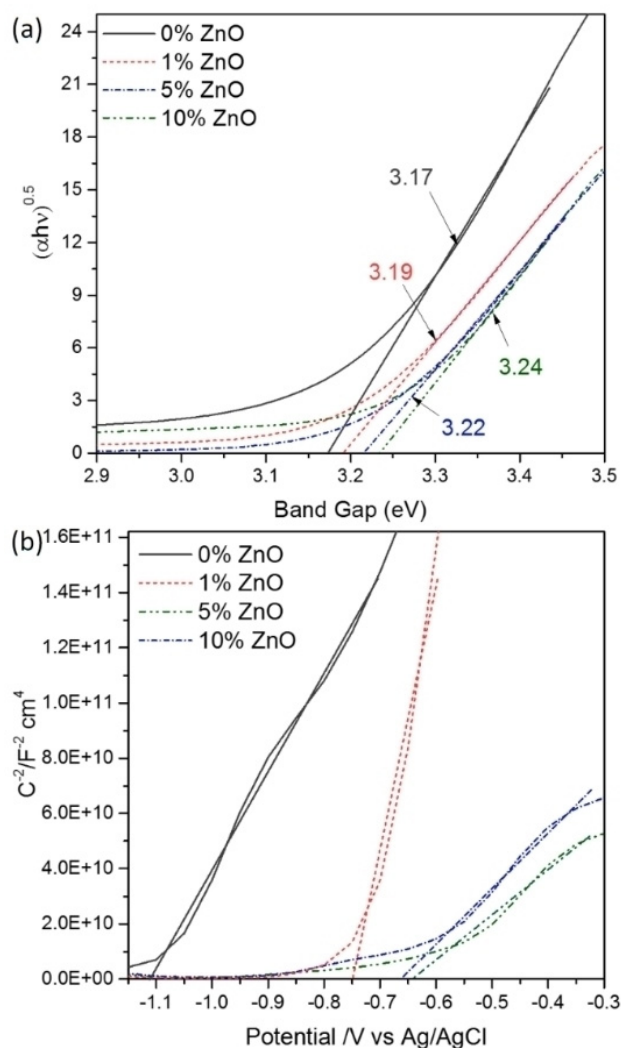 (a)
24
21
18
15
12
9
6
3
0
(αhν)^0.5
0% ZnO
1% ZnO
5% ZnO
10% ZnO
3.17
3.19
3.24
3.22
2.9 3.0 3.1 3.2 3.3 3.4 3.5
Band Gap (eV)
(b)
1.6E+11
1.4E+11
1.2E+11
1.0E+11
8.0E+10
6.0E+10
4.0E+10
2.0E+10
0.0E+00
C^-2/F^-2 cm^4
0% ZnO
1% ZnO
5% ZnO
10% ZnO
-1.1 -1.0 -0.9 -0.8 -0.7 -0.6 -0.5 -0.4 -0.3
Potential /V vs Ag/AgCl